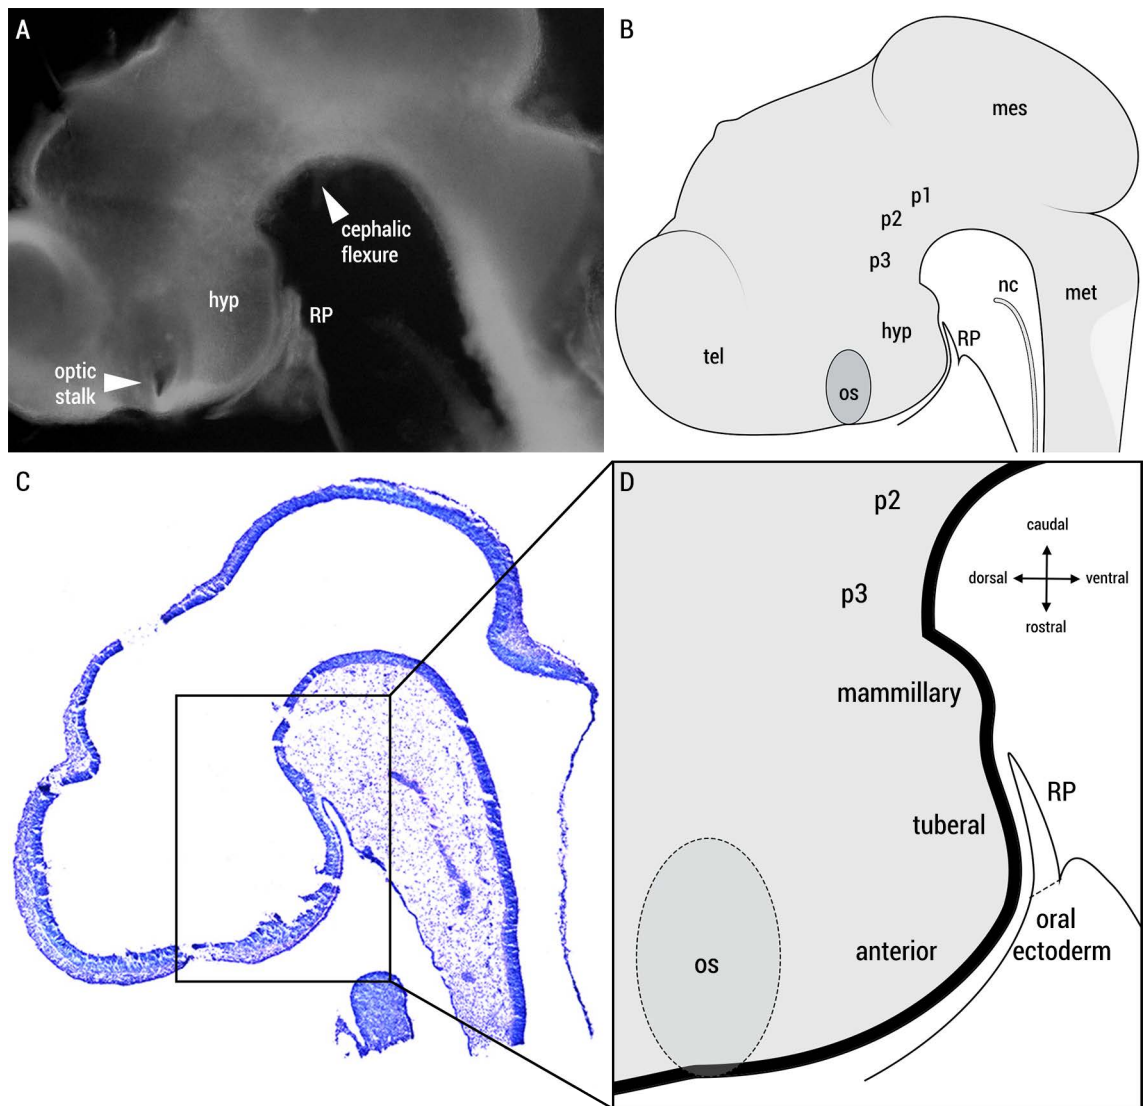 A
cephalic
flexure
hyp
RP
optic
stalk
B
mes
p1
p2
p3
nc
met
hyp
RP
tel
os
C
D
p2
caudal
dorsal
ventral
rostral
p3
mammillary
RP
tuberal
oral
ectoderm
anterior
os